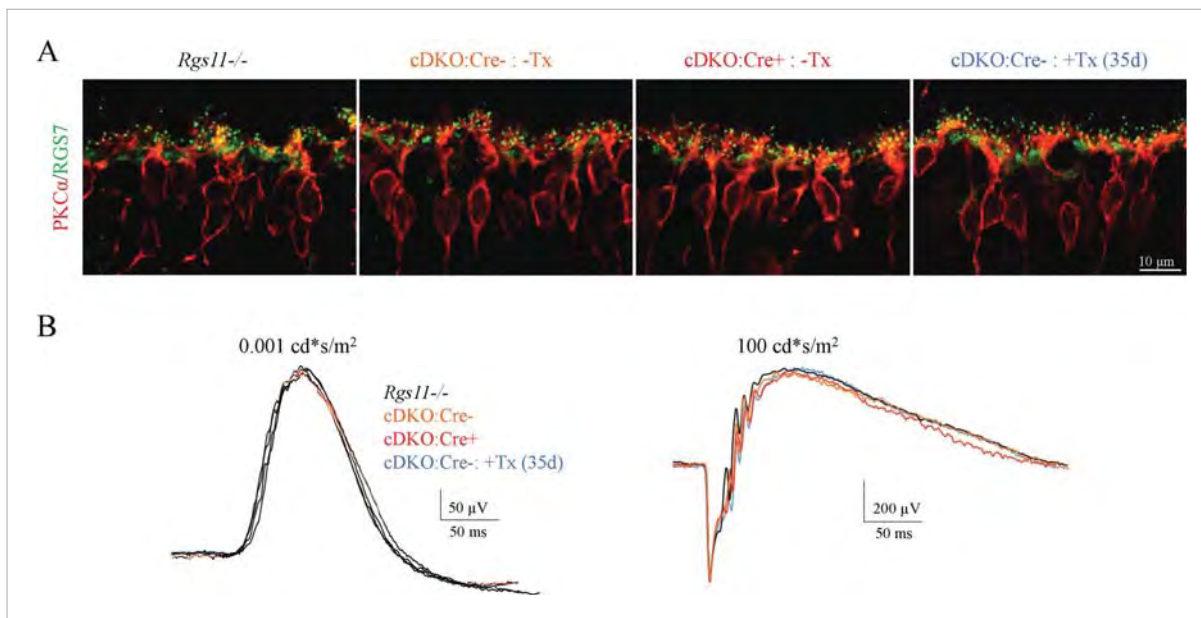 A
Rgs11-/-
cDKO:Cre- : -Tx
cDKO:Cre+ : -Tx
cDKO:Cre- : +Tx (35d)
PKCα/RGS7
10 μm
B
0.001 cd*s/m²
100 cd*s/m²
Rgs11-/-
cDKO:Cre-
cDKO:Cre+
cDKO:Cre-: +Tx (35d)
50 μV
50 ms
200 μV
50 ms